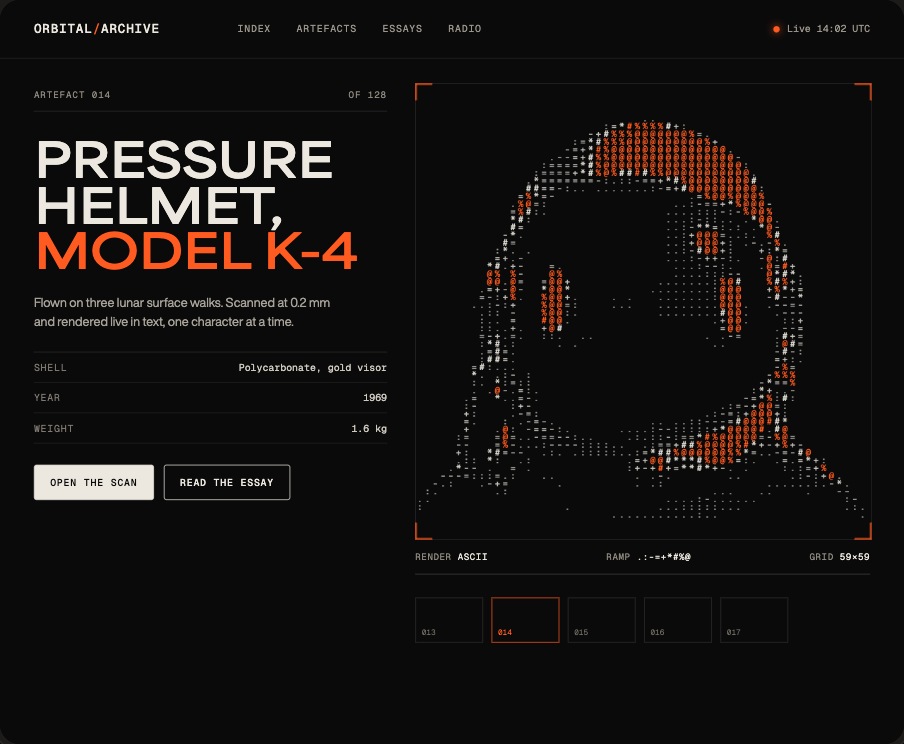 ORBITAL/ARCHIVE
INDEX ARTEFACTS ESSAYS RADIO
Live 14:02 UTC
ARTEFACT 014 OF 128
PRESSURE
HELMET,
MODEL K-4
Flown on three lunar surface walks. Scanned at 0.2 mm
and rendered live in text, one character at a time.
SHELL Polycarbonate, gold visor
YEAR 1969
WEIGHT 1.6 kg
OPEN THE SCAN READ THE ESSAY
RENDER ASCII RAMP .:-=+*#%@ GRID 59×59
013 014 015 016 017